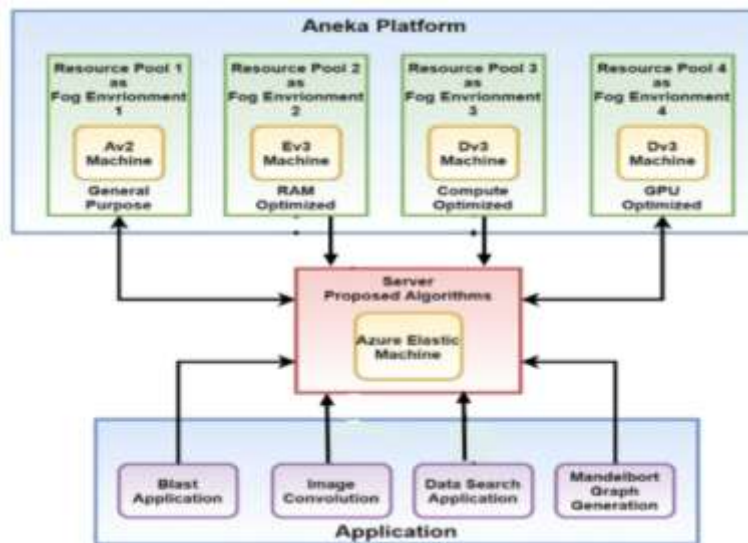 Aneka Platform
Resource Pool 1
as
Fog Envrionment
1
Av2
Machine
General
Purpose
Resource Pool 2
as
Fog Envrionment
2
Ev3
Machine
RAM
Optimized
Resource Pool 3
as
Fog Envrionment
3
Dv3
Machine
Compute
Optimized
Resource Pool 4
as
Fog Envrionment
4
Dv3
Machine
GPU
Optimized
Server
Proposed Algorithms
Azure Elastic
Machine
Blast
Application
Image
Convolution
Data Search
Application
Mandelbort
Graph
Generation
Application